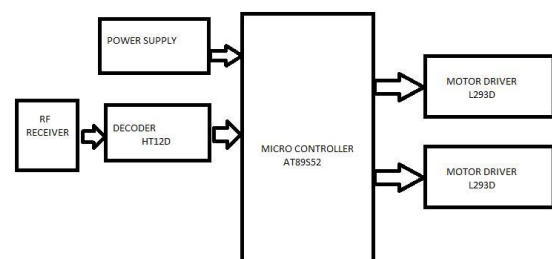 POWER SUPPLY
RF
RECEIVER
DECODER
HT12D
MICRO CONTROLLER
AT89S52
MOTOR DRIVER
L293D
MOTOR DRIVER
L293D